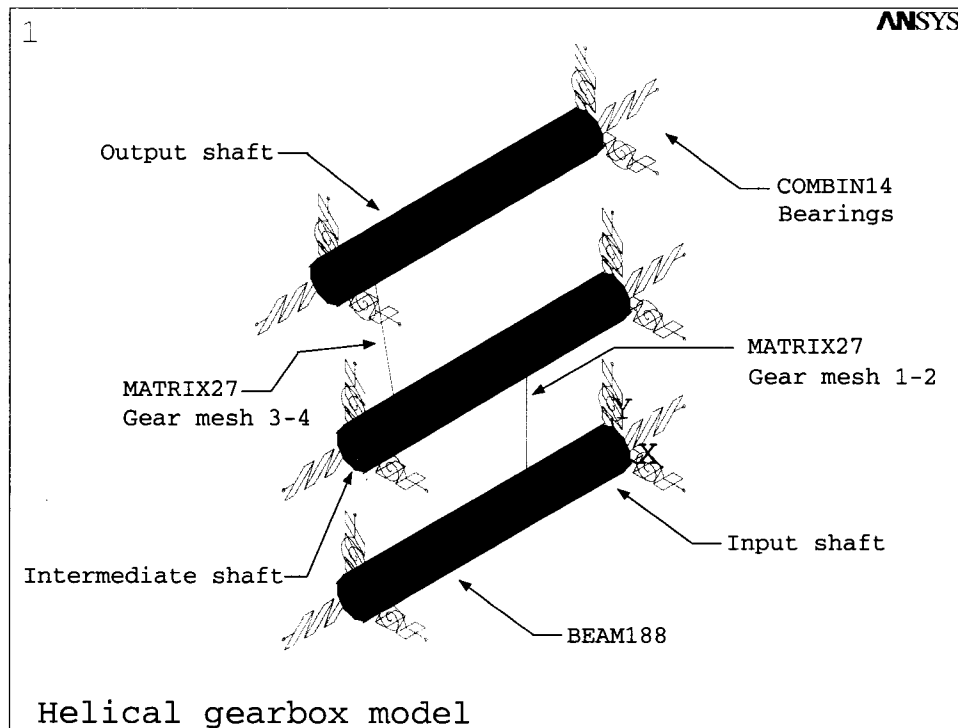 1
ANSYS
Output shaft
COMBIN14
Bearings
MATRIX27
Gear mesh 1-2
MATRIX27
Gear mesh 3-4
Y
X
Input shaft
Intermediate shaft
BEAM188
Helical gearbox model